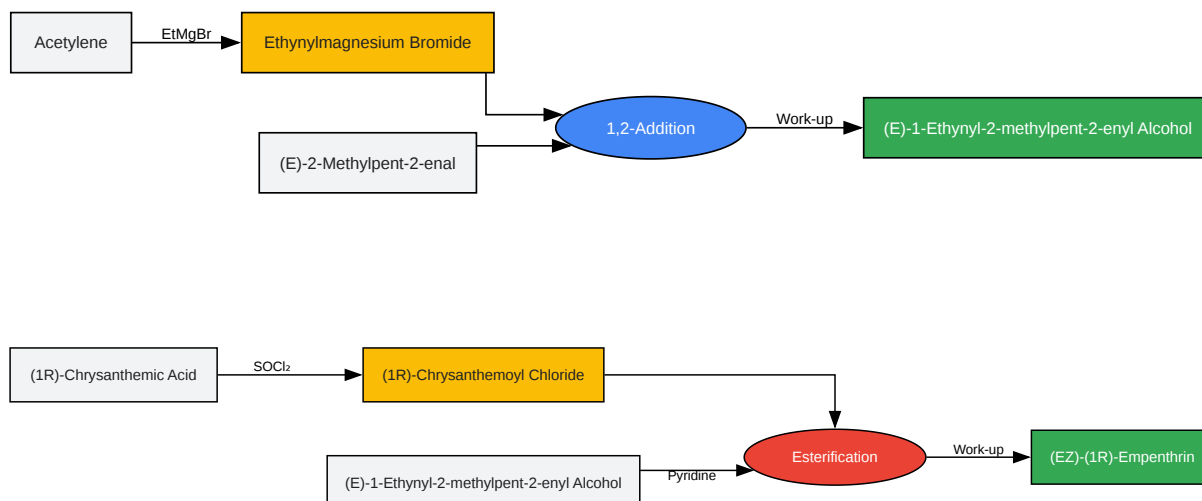 Acetylene
EtMgBr
Ethynylmagnesium Bromide
(E)-2-Methylpent-2-enal
1,2-Addition
Work-up
(E)-1-Ethynyl-2-methylpent-2-enyl Alcohol
(1R)-Chrysanthemic Acid
SOCl₂
(1R)-Chrysanthemoyl Chloride
(E)-1-Ethynyl-2-methylpent-2-enyl Alcohol
Pyridine
Esterification
Work-up
(EZ)-(1R)-Empenthrin